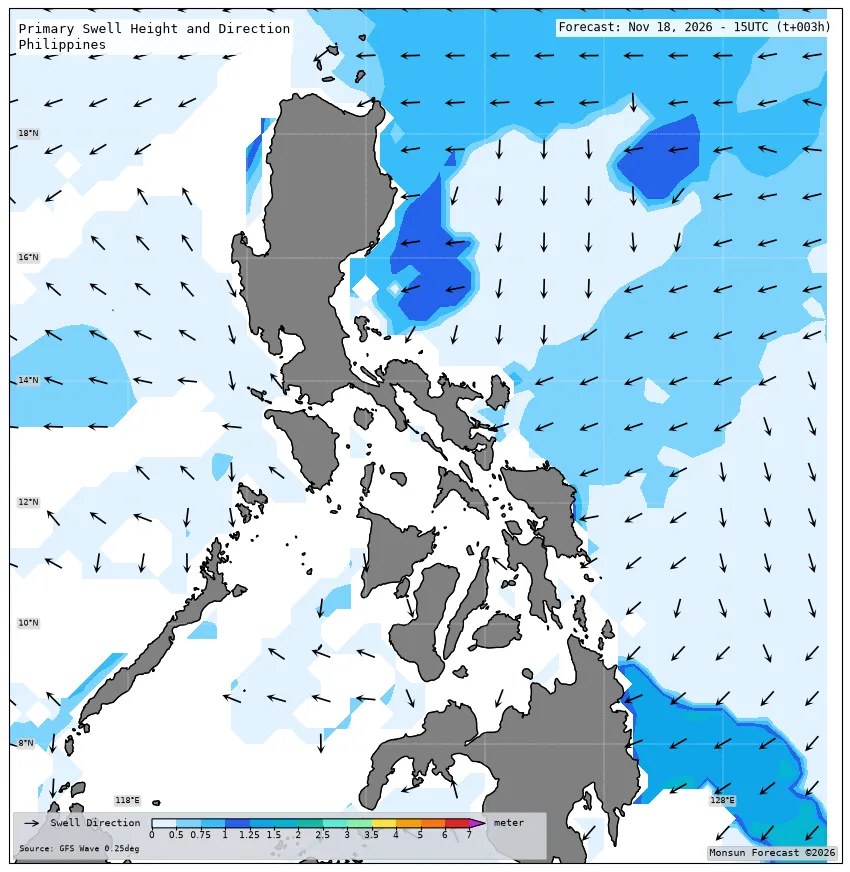 Primary Swell Height and Direction
Philippines
Forecast: Nov 18, 2026 - 15UTC (t+003h)
18°N
16°N
14°N
12°N
10°N
8°N
118°E
128°E
Swell Direction
meter
0 0.5 0.75 1 1.25 1.5 2 2.5 3 3.5 4 5 6 7
Source: GFS Wave 0.25deg
Monsun Forecast ©2026